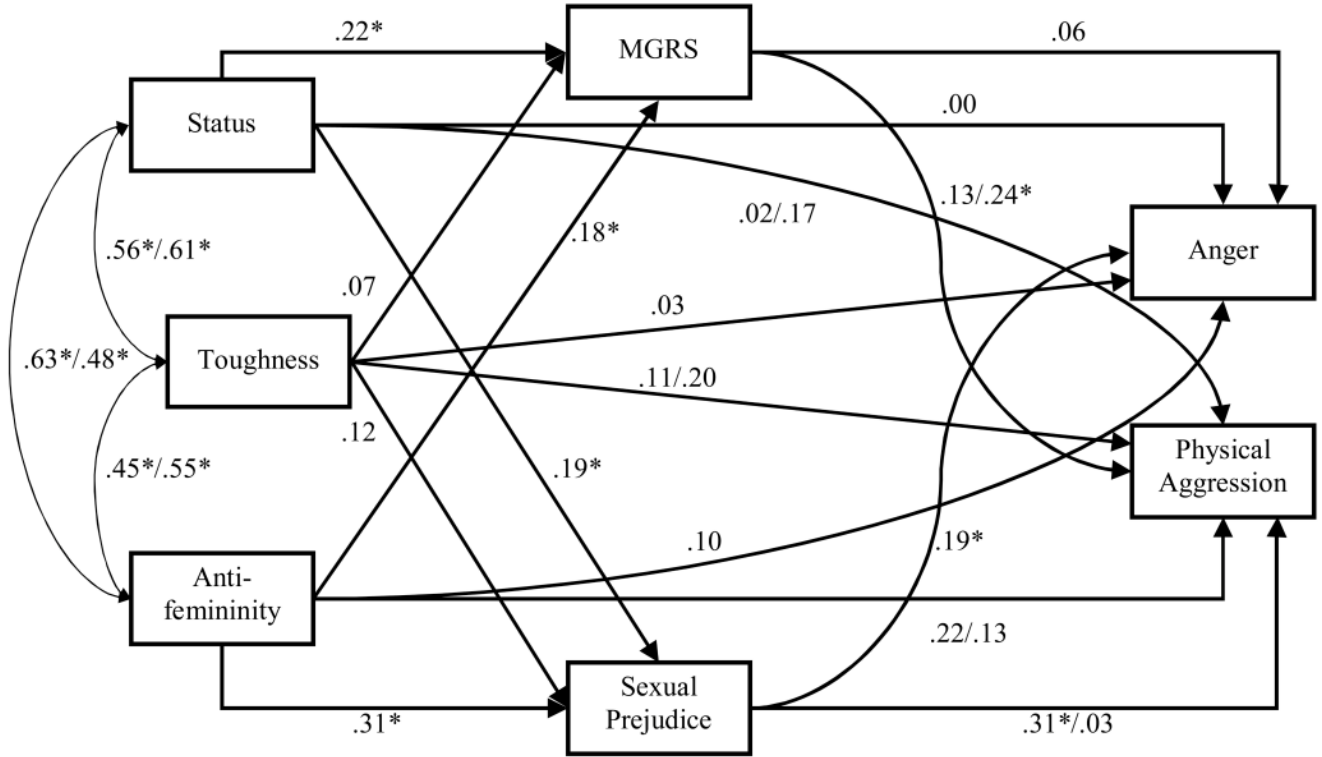 .22*
MGRS
.06
Status
.00
.13/.24*
.02/.17
.18*
.56*/.61*
Anger
.07
.03
Toughness
.63*/.48*
.11/.20
.12
.45*/.55*
.19*
Physical
Aggression
.10
.19*
Anti-
femininity
.22/.13
Sexual
Prejudice
.31*
.31*/.03